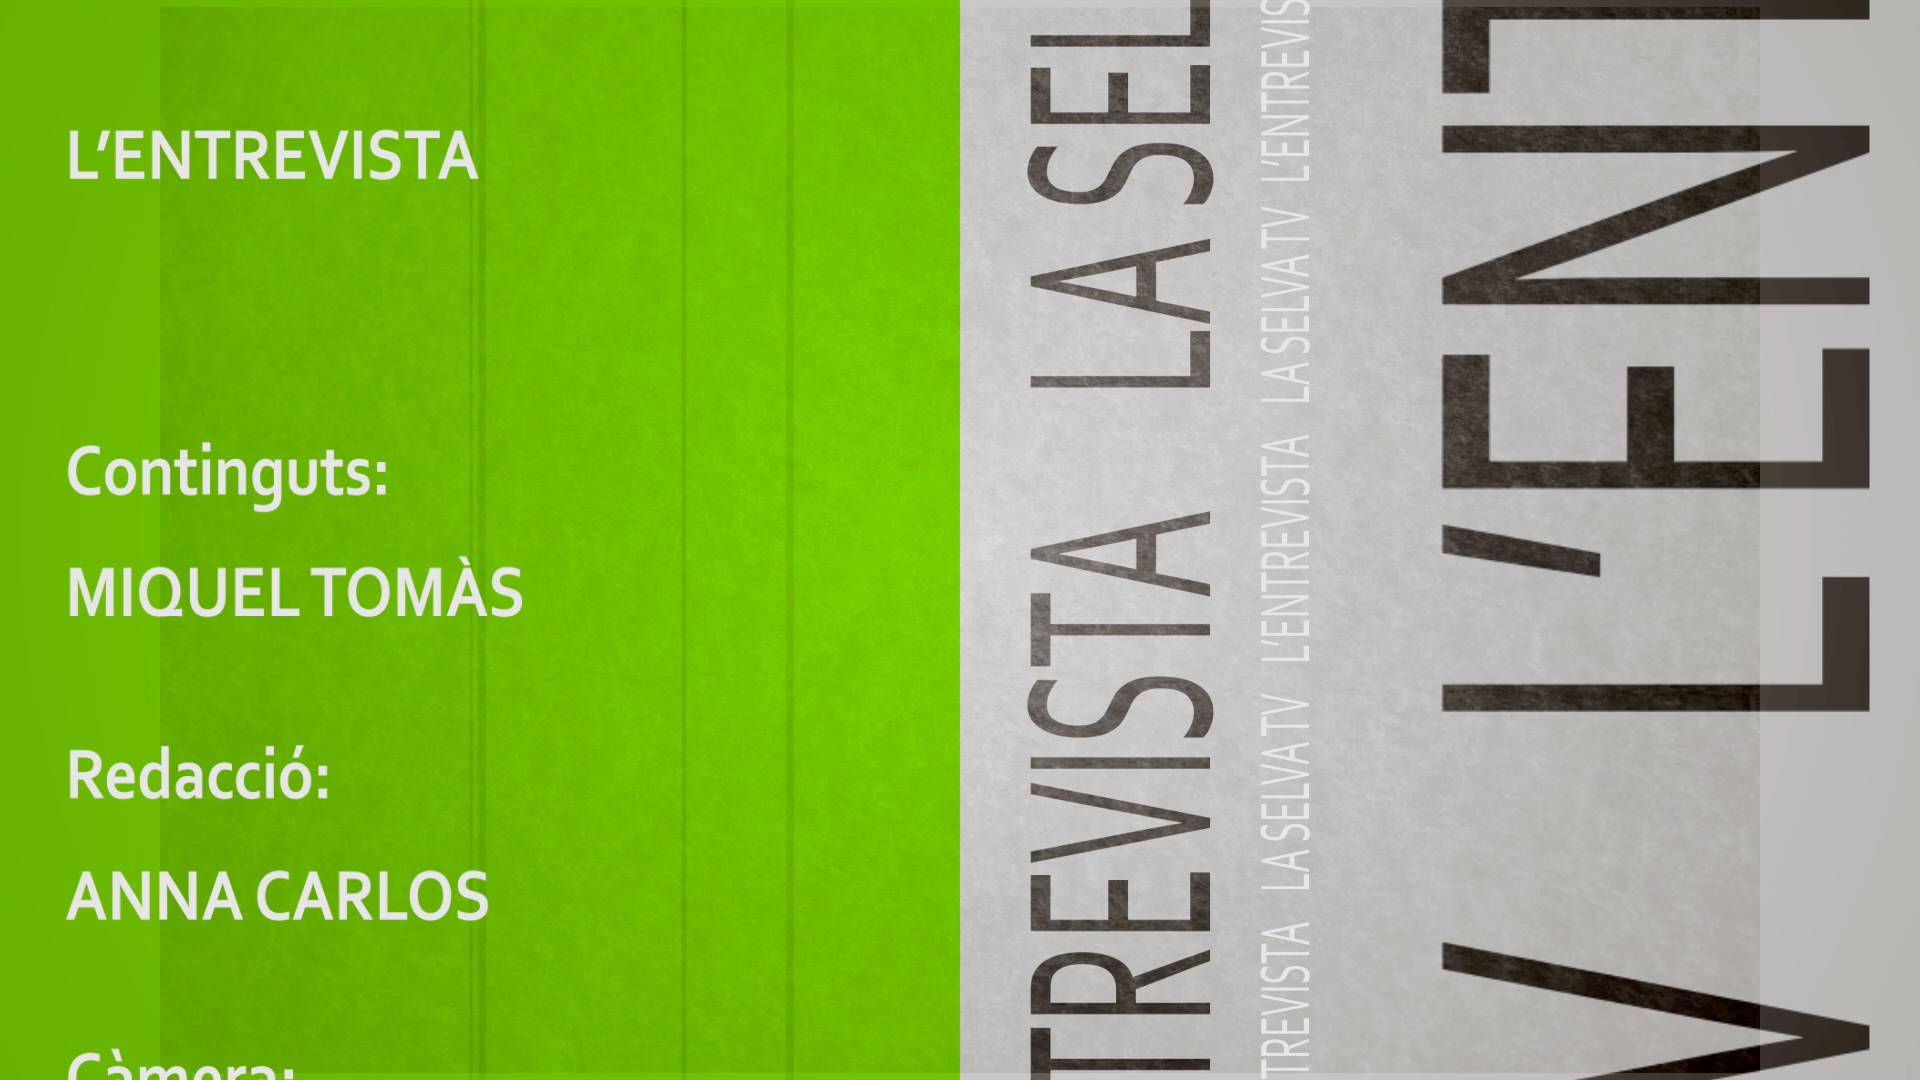 L'ENTREVISTA
Continguts:
MIQUEL TOMÀS
Redacció:
ANNA CARLOS
Càmera:
TREVISTA LA SEL
TREVISTA LA SELVA TV L'ENTREVISTA LA SELVA TV L'ENTREVIS
V L'ENT